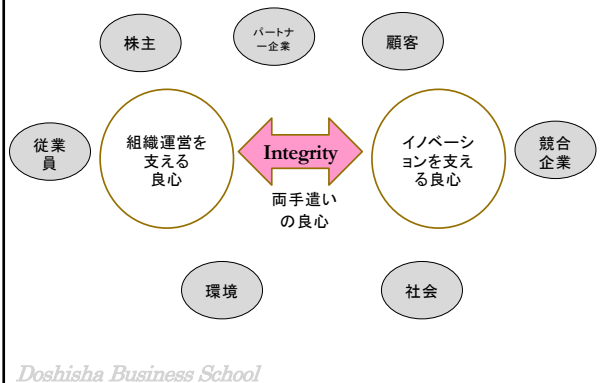 株主
パートナ
ー企業
顧客
従業
員
組織運営を
支える
良心
Integrity
両手遣い
の良心
イノベーシ
ョンを支え
る良心
競合
企業
環境
社会
Doshisha Business School